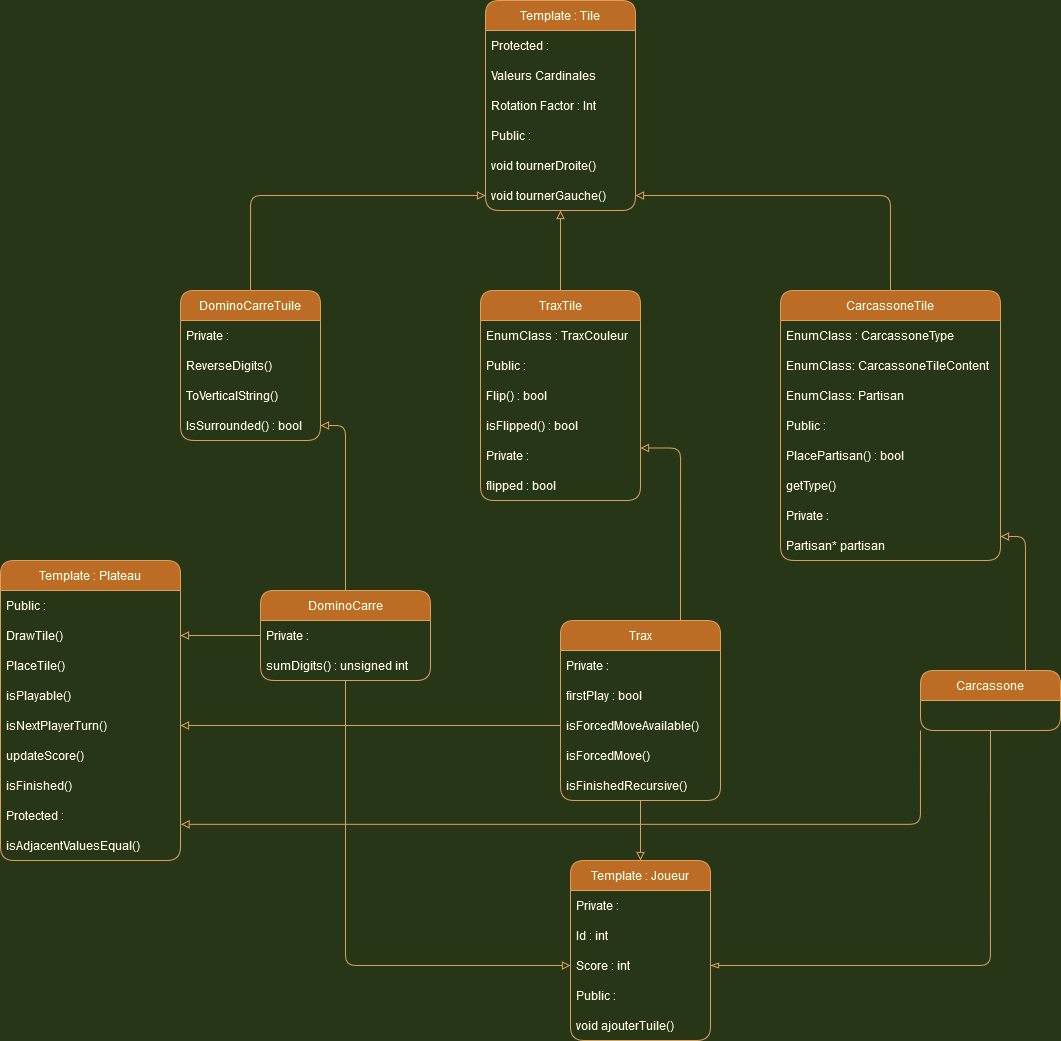 Template : Tile
Protected :
Valeurs Cardinales
Rotation Factor : Int
Public :
void tournerDroite()
void tournerGauche()
DominoCarreTuile
Private :
ReverseDigits()
ToVerticalString()
IsSurrounded() : bool
TraxTile
EnumClass : TraxCouleur
Public :
Flip() : bool
isFlipped() : bool
Private :
flipped : bool
CarcassoneTile
EnumClass : CarcassoneType
EnumClass: CarcassoneTileContent
EnumClass: Partisan
Public :
PlacePartisan() : bool
getType()
Private :
Partisan* partisan
Template : Plateau
Public :
DrawTile()
PlaceTile()
isPlayable()
isNextPlayerTurn()
updateScore()
isFinished()
Protected :
isAdjacentValuesEqual()
DominoCarre
Private :
sumDigits() : unsigned int
Trax
Private :
firstPlay : bool
isForcedMoveAvailable()
isForcedMove()
isFinishedRecursive()
Carcassone
Template : Joueur
Private :
Id : int
Score : int
Public :
void ajouterTuile()